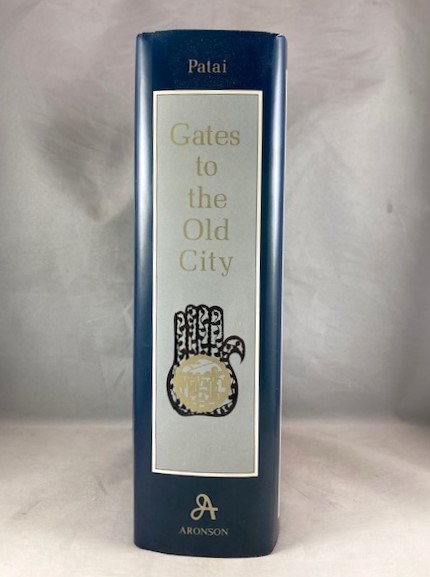 Patai
Gates
to
the
Old
City
ARONSON